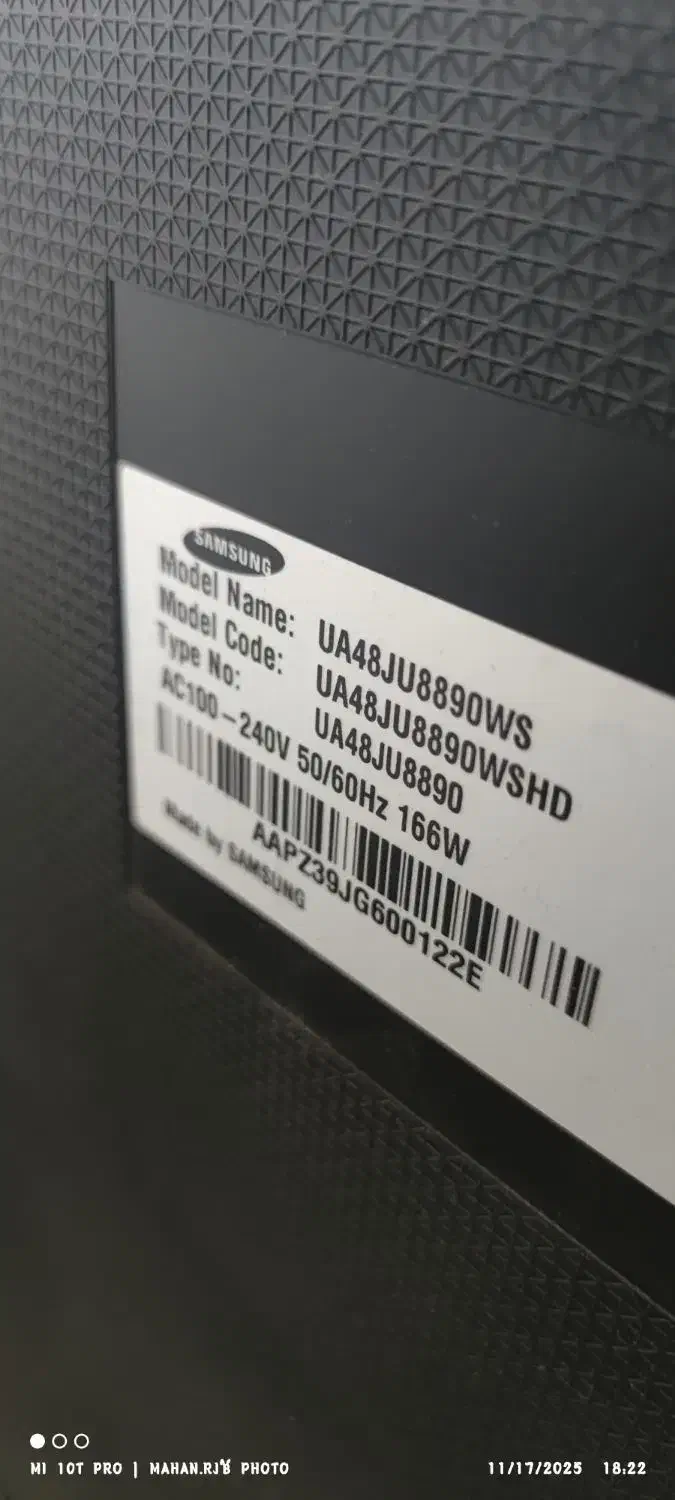 SAMSUNG
Model Name: UA48JU8890WS
Model Code: UA48JU8890WSHD
Type No: UA48JU8890
AC100-240V 50/60Hz 166W
AAPZ39JG600122E
Made by SAMSUNG
MI 10T PRO | MAHAN.RJ PHOTO
11/17/2025 18:22